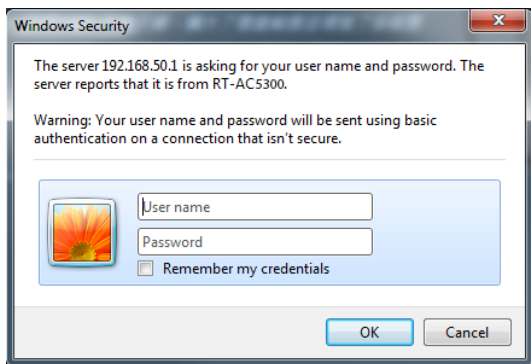 Windows Security
The server 192.168.50.1 is asking for your user name and password. The
server reports that it is from RT-AC5300.
Warning: Your user name and password will be sent using basic
authentication on a connection that isn't secure.
User name
Password
Remember my credentials
OK Cancel